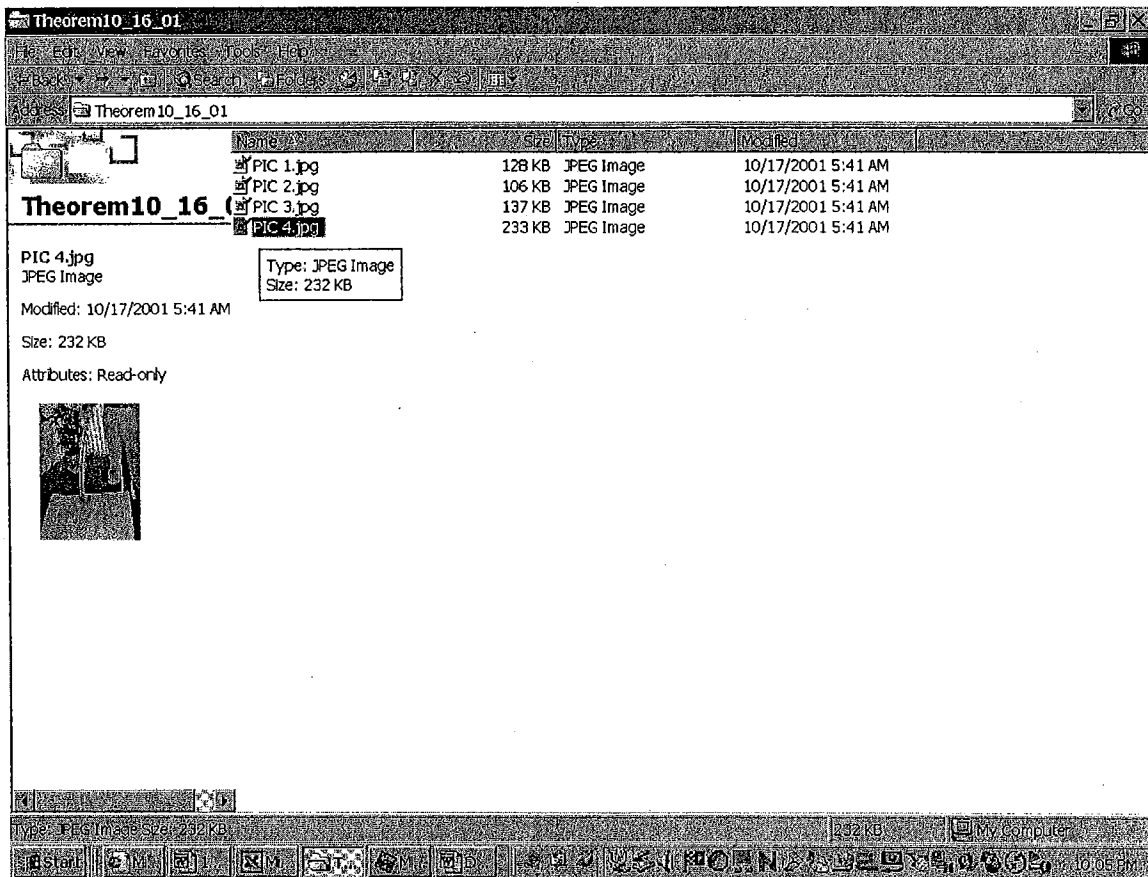 Theorem10_16_01
File Edit View Favorites Tools Help
Back Search Folders
Address Theorem10_16_01 Go
Name Size Type Modified
PIC 1.jpg 128 KB JPEG Image 10/17/2001 5:41 AM
PIC 2.jpg 106 KB JPEG Image 10/17/2001 5:41 AM
PIC 3.jpg 137 KB JPEG Image 10/17/2001 5:41 AM
PIC 4.jpg 233 KB JPEG Image 10/17/2001 5:41 AM
Theorem10_16_0
PIC 4.jpg
JPEG Image
Modified: 10/17/2001 5:41 AM
Size: 232 KB
Attributes: Read-only
Type: JPEG Image
Size: 232 KB
Type: JPEG Image Size: 232 KB 232 KB My Computer
Start 10:05 PM